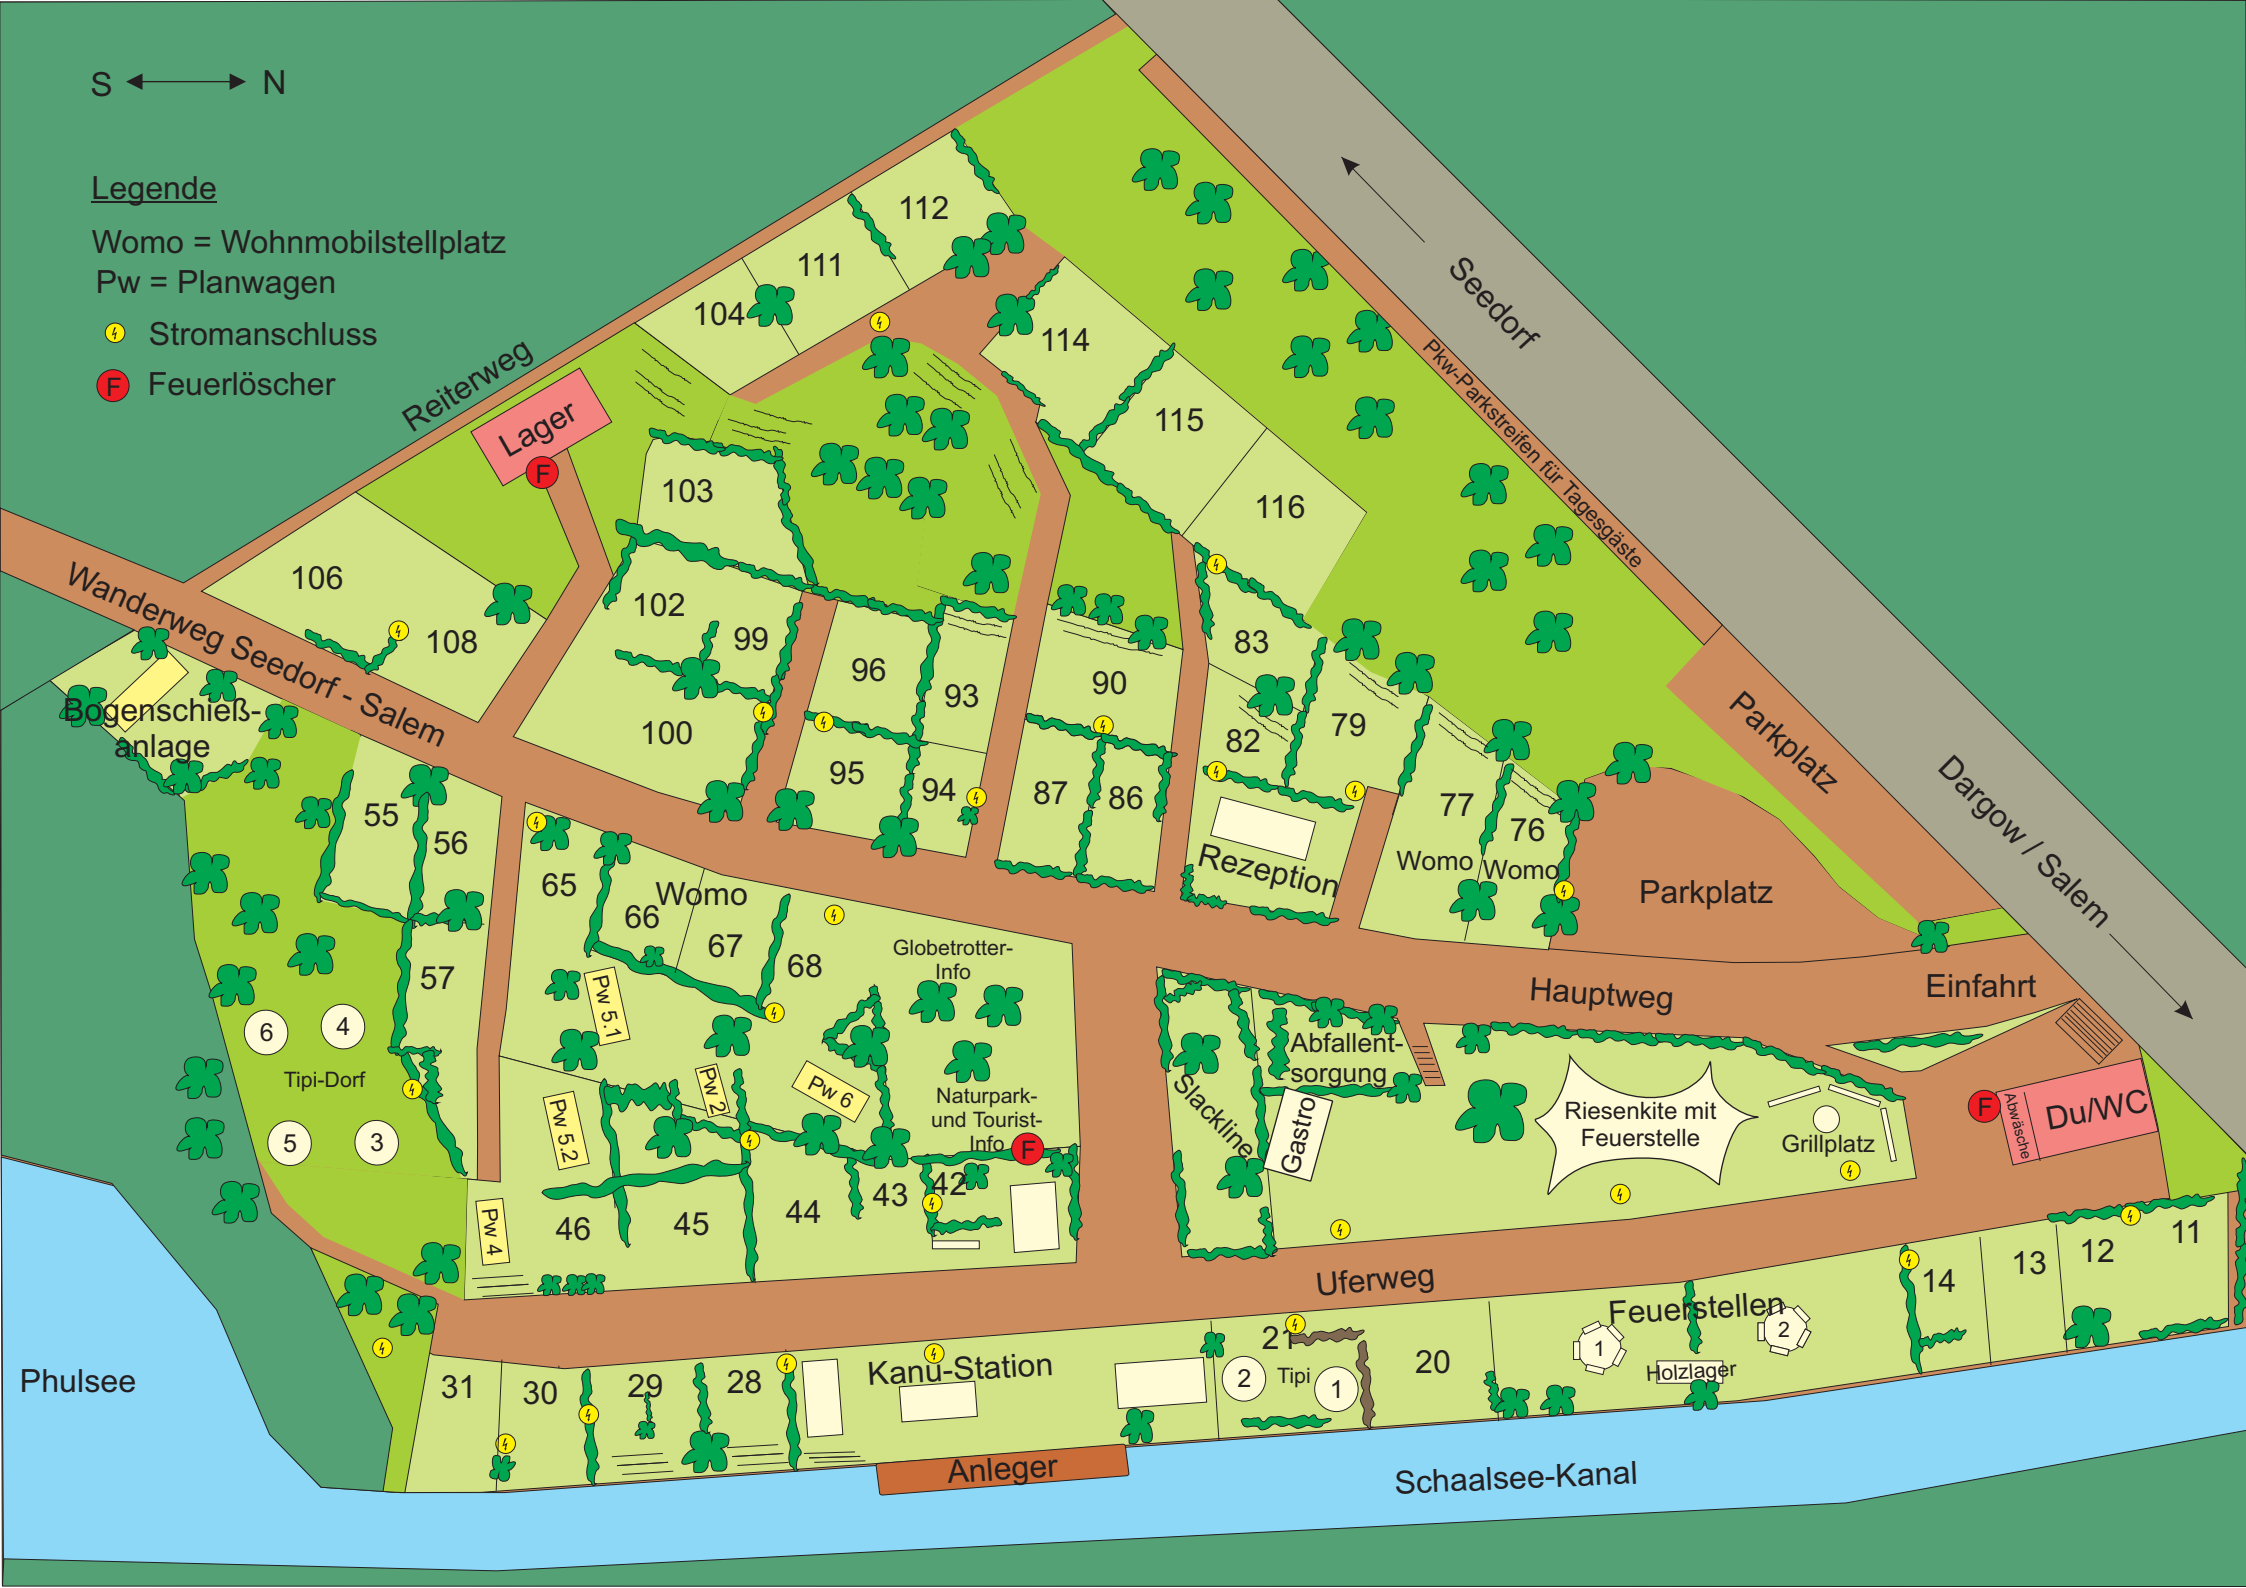 S N
Legende
Womo = Wohnmobilstellplatz
Pw = Planwagen
Stromanschluss
F Feuerlöscher
Reiterweg
Lager
F
112
111
104
114
115
116
103
106
108
102
99
100
96
93
95
94
90
87
86
83
82
79
77
Womo
76
Womo
Seedorf
Pkw-Parkstreifen für Tagesgäste
Parkplatz
Dargow / Salem
Parkplatz
Wanderweg Seedorf - Salem
Bogenschieß-
anlage
Rezeption
55
56
57
65
Womo
66
67
68
Globetrotter-
Info
Hauptweg
Einfahrt
6
4
Tipi-Dorf
5
3
Pw 5.1
Pw 5.2
Pw 2
Pw 6
Pw 4
Naturpark-
und Tourist-
Info
F
46
45
44
43
42
Slackline
Abfallent-
sorgung
Gastro
Riesenkite mit
Feuerstelle
Grillplatz
F
Abwäsche
Du/WC
Uferweg
31
30
29
28
Kanu-Station
21
2
Tipi
1
20
Feuerstellen
1
2
Holzlager
14
13
12
11
Phulsee
Anleger
Schaalsee-Kanal